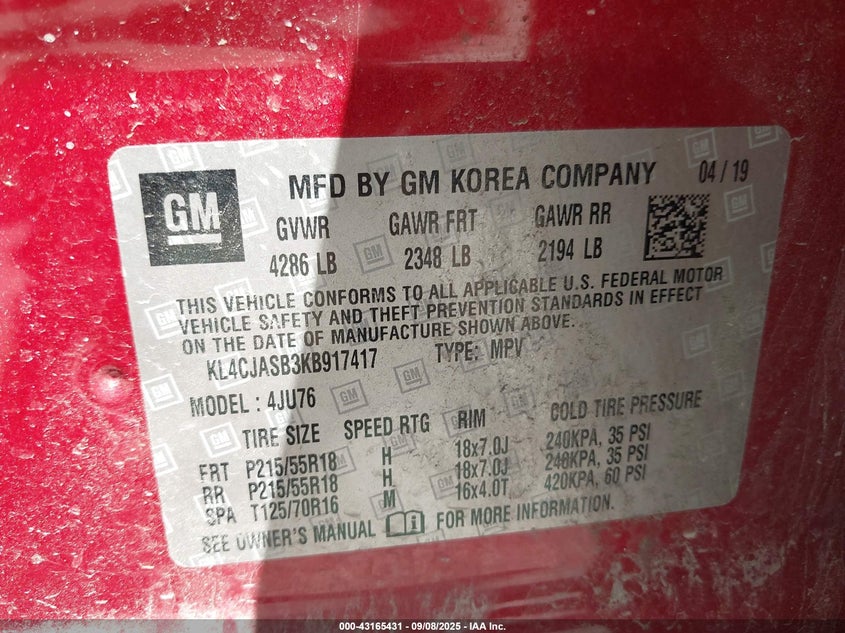 GM
MFD BY GM KOREA COMPANY 04 / 19
GVWR GAWR FRT GAWR RR
4286 LB 2348 LB 2194 LB
THIS VEHICLE CONFORMS TO ALL APPLICABLE U.S. FEDERAL MOTOR
VEHICLE SAFETY AND THEFT PREVENTION STANDARDS IN EFFECT
ON THE DATE OF MANUFACTURE SHOWN ABOVE.
KL4CJASB3KB917417 TYPE: MPV
MODEL : 4JU76
TIRE SIZE SPEED RTG RIM COLD TIRE PRESSURE
FRT P215/55R18 H 18x7.0J 240KPA, 35 PSI
RR P215/55R18 H 18x7.0J 240KPA, 35 PSI
SPA T125/70R16 M 16x4.0T 420KPA, 60 PSI
SEE OWNER'S MANUAL FOR MORE INFORMATION.
000-43165431 - 09/08/2025 - IAA Inc.